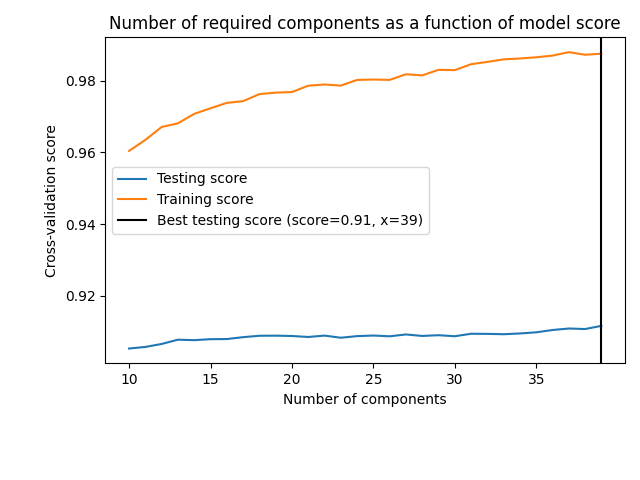 Number of required components as a function of model score
Cross-validation score
0.98
0.96
0.94
0.92
Testing score
Training score
Best testing score (score=0.91, x=39)
10 15 20 25 30 35
Number of components